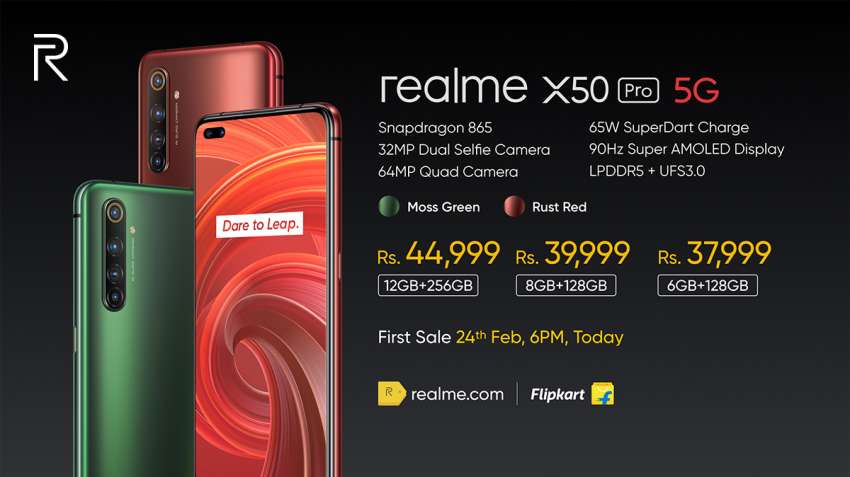 R
realme X50 Pro 5G
Snapdragon 865
65W SuperDart Charge
32MP Dual Selfie Camera
90Hz Super AMOLED Display
64MP Quad Camera
LPDDR5 + UFS3.0
Moss Green
Rust Red
Dare to Leap.
Rs. 44,999
Rs. 39,999
Rs. 37,999
12GB+256GB
8GB+128GB
6GB+128GB
First Sale 24th Feb, 6PM, Today
R realme.com | Flipkart f